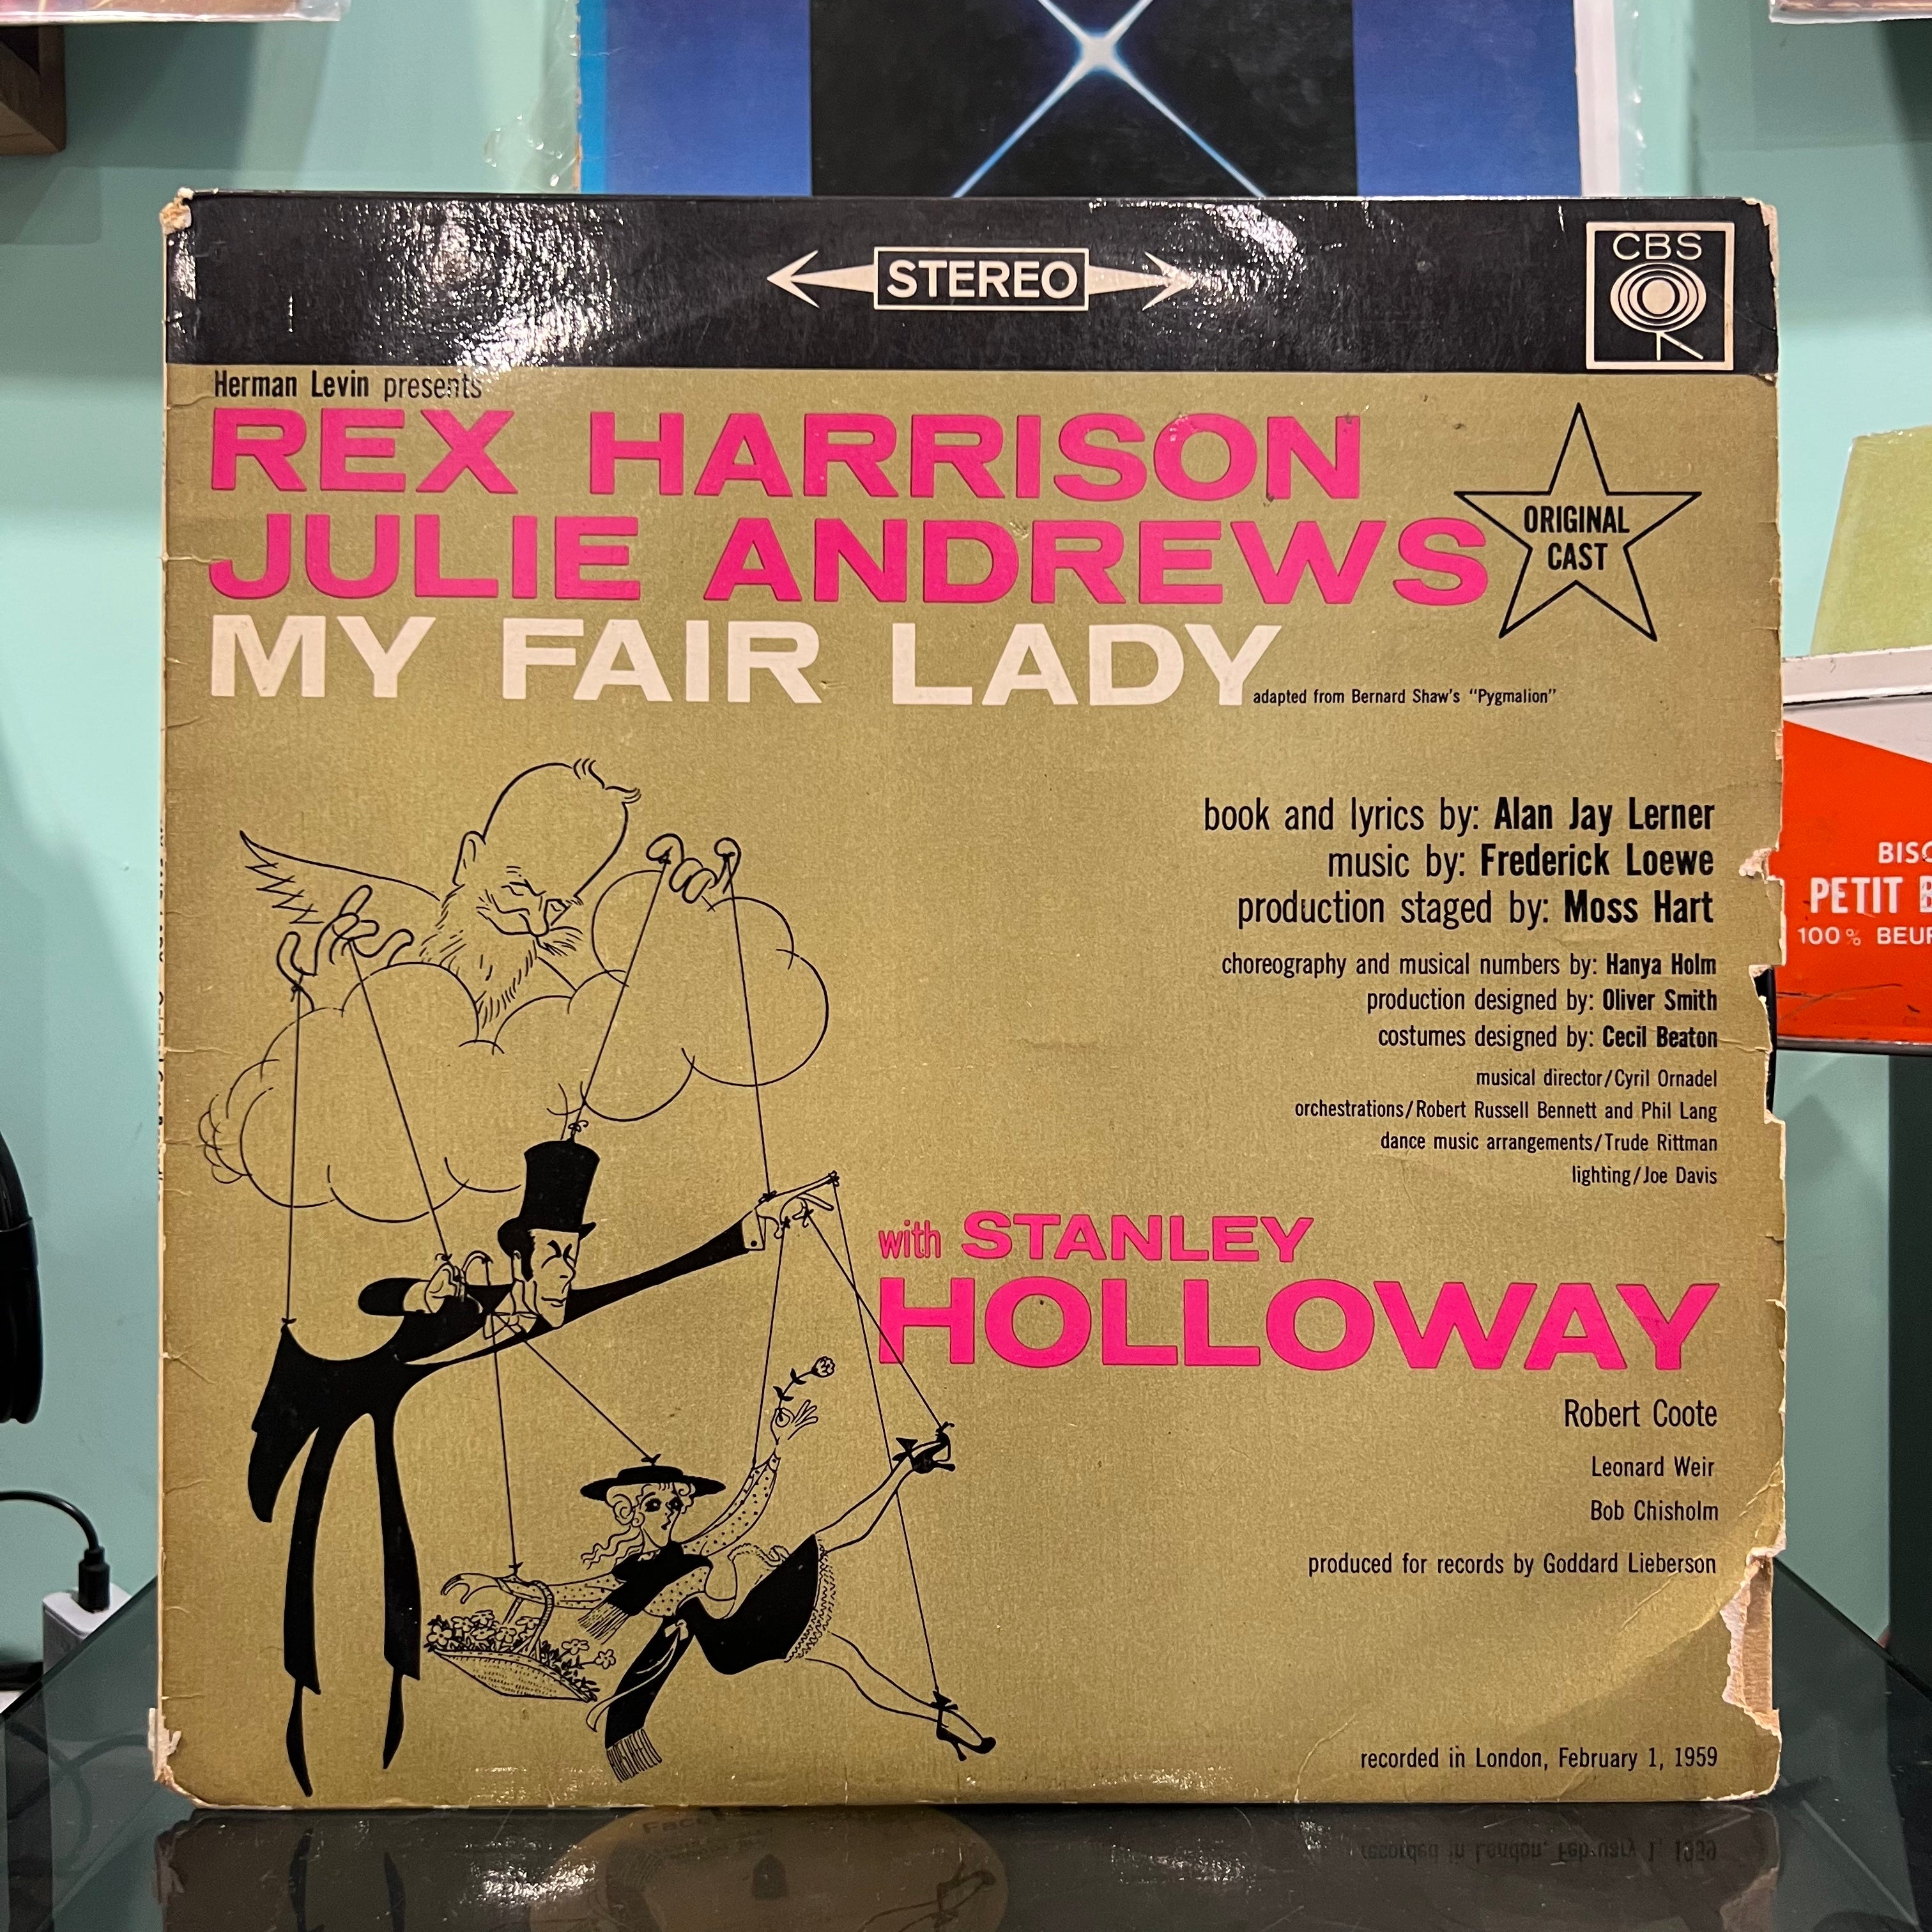 STEREO
CBS
Herman Levin presents
REX HARRISON
JULIE ANDREWS
ORIGINAL
CAST
MY FAIR LADY
adapted from Bernard Shaw's "Pygmalion"
book and lyrics by: Alan Jay Lerner
music by: Frederick Loewe
production staged by: Moss Hart
choreography and musical numbers by: Hanya Holm
production designed by: Oliver Smith
costumes designed by: Cecil Beaton
musical director/Cyril Ornadel
orchestrations/Robert Russell Bennett and Phil Lang
dance music arrangements/Trude Rittman
lighting/Joe Davis
with STANLEY
HOLLOWAY
Robert Coote
Leonard Weir
Bob Chisholm
produced for records by Goddard Lieberson
recorded in London, February 1, 1959
PETIT
100%